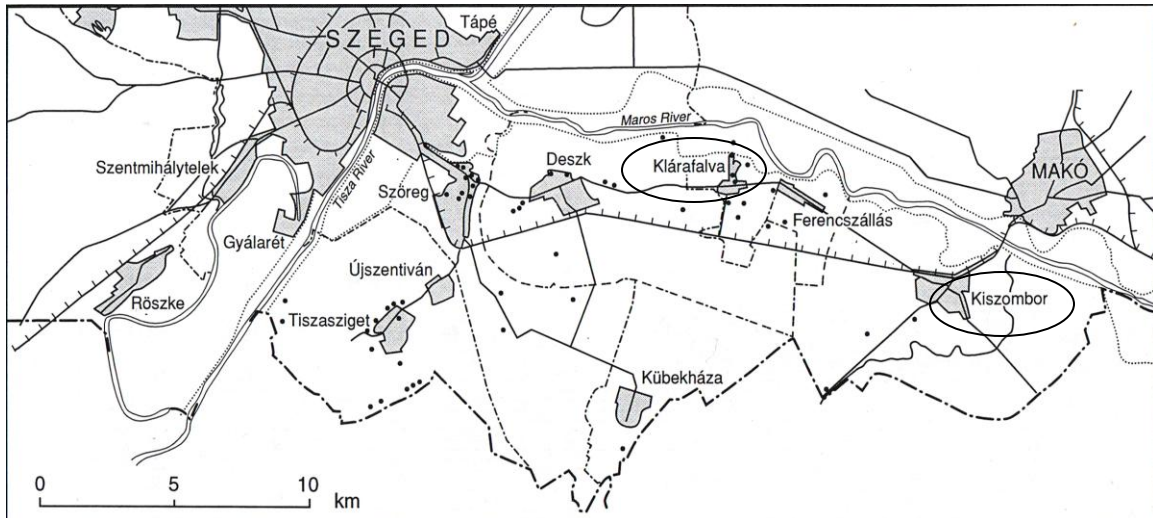 Tápé
SZEGED
Maros River
Szentmihálytelek
Tisza River
Deszk
Klárafalva
MAKÓ
Szöreg
Ferencszállás
Gyálarét
Újszentiván
Röszke
Kiszombor
Tiszasziget
Kübekháza
0 5 10
km